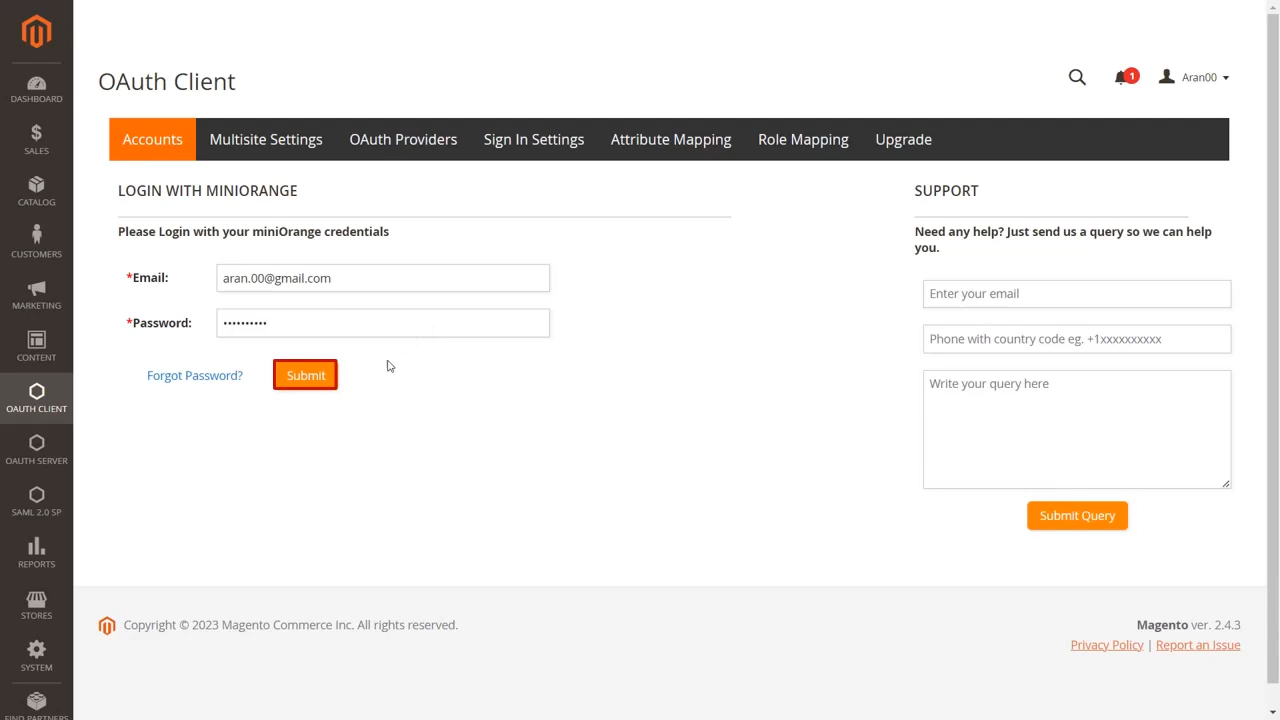 DASHBOARD
SALES
CATALOG
CUSTOMERS
MARKETING
CONTENT
OAUTH CLIENT
OAUTH SERVER
SAML 2.0 SP
REPORTS
STORES
SYSTEM
FIND PARTNERS
OAuth Client
1
Aran00
Accounts Multisite Settings OAuth Providers Sign In Settings Attribute Mapping Role Mapping Upgrade
LOGIN WITH MINIORANGE
Please Login with your miniOrange credentials
*Email: aran.00@gmail.com
*Password: ••••••••••
Forgot Password? Submit
SUPPORT
Need any help? Just send us a query so we can help
you.
Enter your email
Phone with country code eg. +1xxxxxxxxxx
Write your query here
Submit Query
Copyright © 2023 Magento Commerce Inc. All rights reserved.
Magento ver. 2.4.3
Privacy Policy | Report an Issue